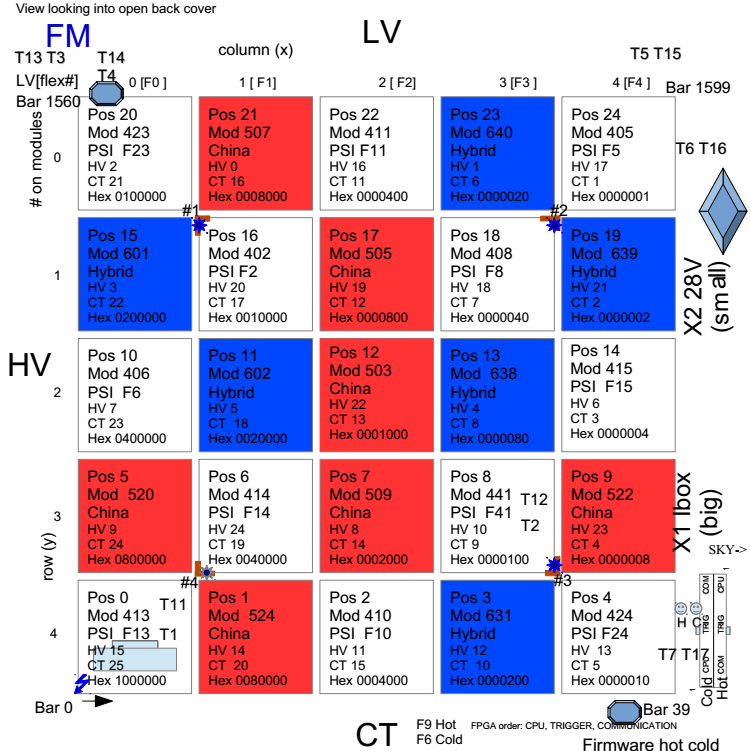 View looking into open back cover
FM
LV
T13 T3
T14
column (x)
T5 T15
T4
LV[flex#]
0 [F0 ]
1 [ F1]
2 [ F2]
3 [F3 ]
4 [F4 ]
Bar 1560
Bar 1599
# on modules
0
Pos 20
Mod 423
PSI F23
HV 2
CT 21
Hex 0100000
Pos 21
Mod 507
China
HV 0
CT 16
Hex 0008000
Pos 22
Mod 411
PSI F11
HV 16
CT 11
Hex 0000400
Pos 23
Mod 640
Hybrid
HV 1
CT 6
Hex 0000020
Pos 24
Mod 405
PSI F5
HV 17
CT 1
Hex 0000001
T6 T16
#1
#2
1
Pos 15
Mod 601
Hybrid
HV 3
CT 22
Hex 0200000
Pos 16
Mod 402
PSI F2
HV 20
CT 17
Hex 0010000
Pos 17
Mod 505
China
HV 19
CT 12
Hex 0000800
Pos 18
Mod 408
PSI F8
HV 18
CT 7
Hex 0000040
Pos 19
Mod 639
Hybrid
HV 21
CT 2
Hex 0000002
X2 28V
(small)
HV
2
Pos 10
Mod 406
PSI F6
HV 7
CT 23
Hex 0400000
Pos 11
Mod 602
Hybrid
HV 5
CT 18
Hex 0020000
Pos 12
Mod 503
China
HV 22
CT 13
Hex 0001000
Pos 13
Mod 638
Hybrid
HV 4
CT 8
Hex 0000080
Pos 14
Mod 415
PSI F15
HV 6
CT 3
Hex 0000004
row (y)
3
Pos 5
Mod 520
China
HV 9
CT 24
Hex 0800000
Pos 6
Mod 414
PSI F14
HV 24
CT 19
Hex 0040000
Pos 7
Mod 509
China
HV 8
CT 14
Hex 0002000
Pos 8
Mod 441
PSI F41
HV 10
CT 9
Hex 0000100
T12
T2
Pos 9
Mod 522
China
HV 23
CT 4
Hex 0000008
X1 Ibox
(big)
SKY->
#4
#3
4
Pos 0
Mod 413
PSI F13
HV 15
CT 25
Hex 1000000
T11
T1
Pos 1
Mod 524
China
HV 14
CT 20
Hex 0080000
Pos 2
Mod 410
PSI F10
HV 11
CT 15
Hex 0004000
Pos 3
Mod 631
Hybrid
HV 12
CT 10
Hex 0000200
Pos 4
Mod 424
PSI F24
HV 13
CT 5
Hex 0000010
H C
T7 T17
1
Cold CPU TRIG COM
Hot COM TRIG CPU
1
Bar 0
Bar 39
CT
F9 Hot
F6 Cold
FPGA order: CPU, TRIGGER, COMMUNICATION
Firmware hot cold